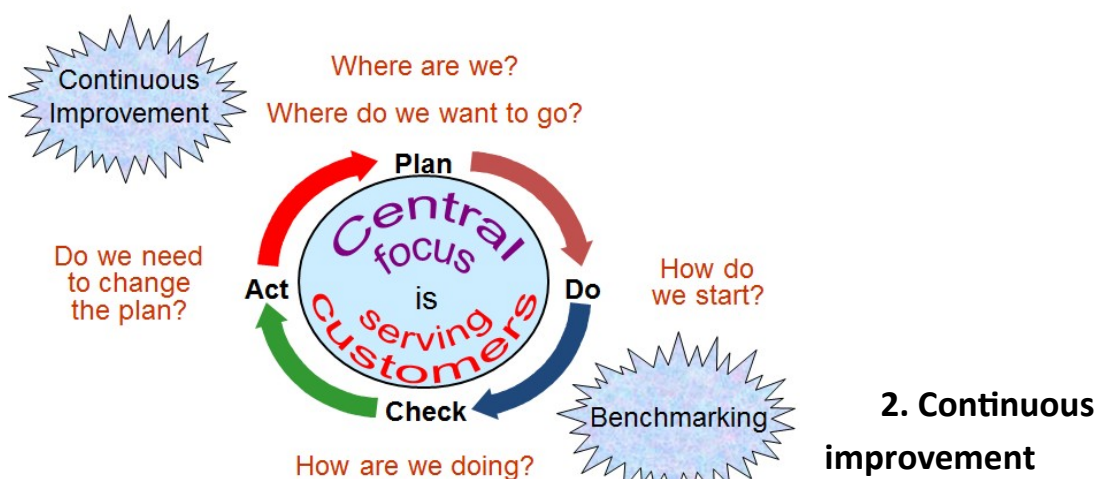 Continuous
Improvement
Where are we?
Where do we want to go?
Plan
Central
focus
is
serving
customers
Do we need
to change
the plan?
Act
Do
How do
we start?
Check
Benchmarking
How are we doing?
2. Continuous
improvement